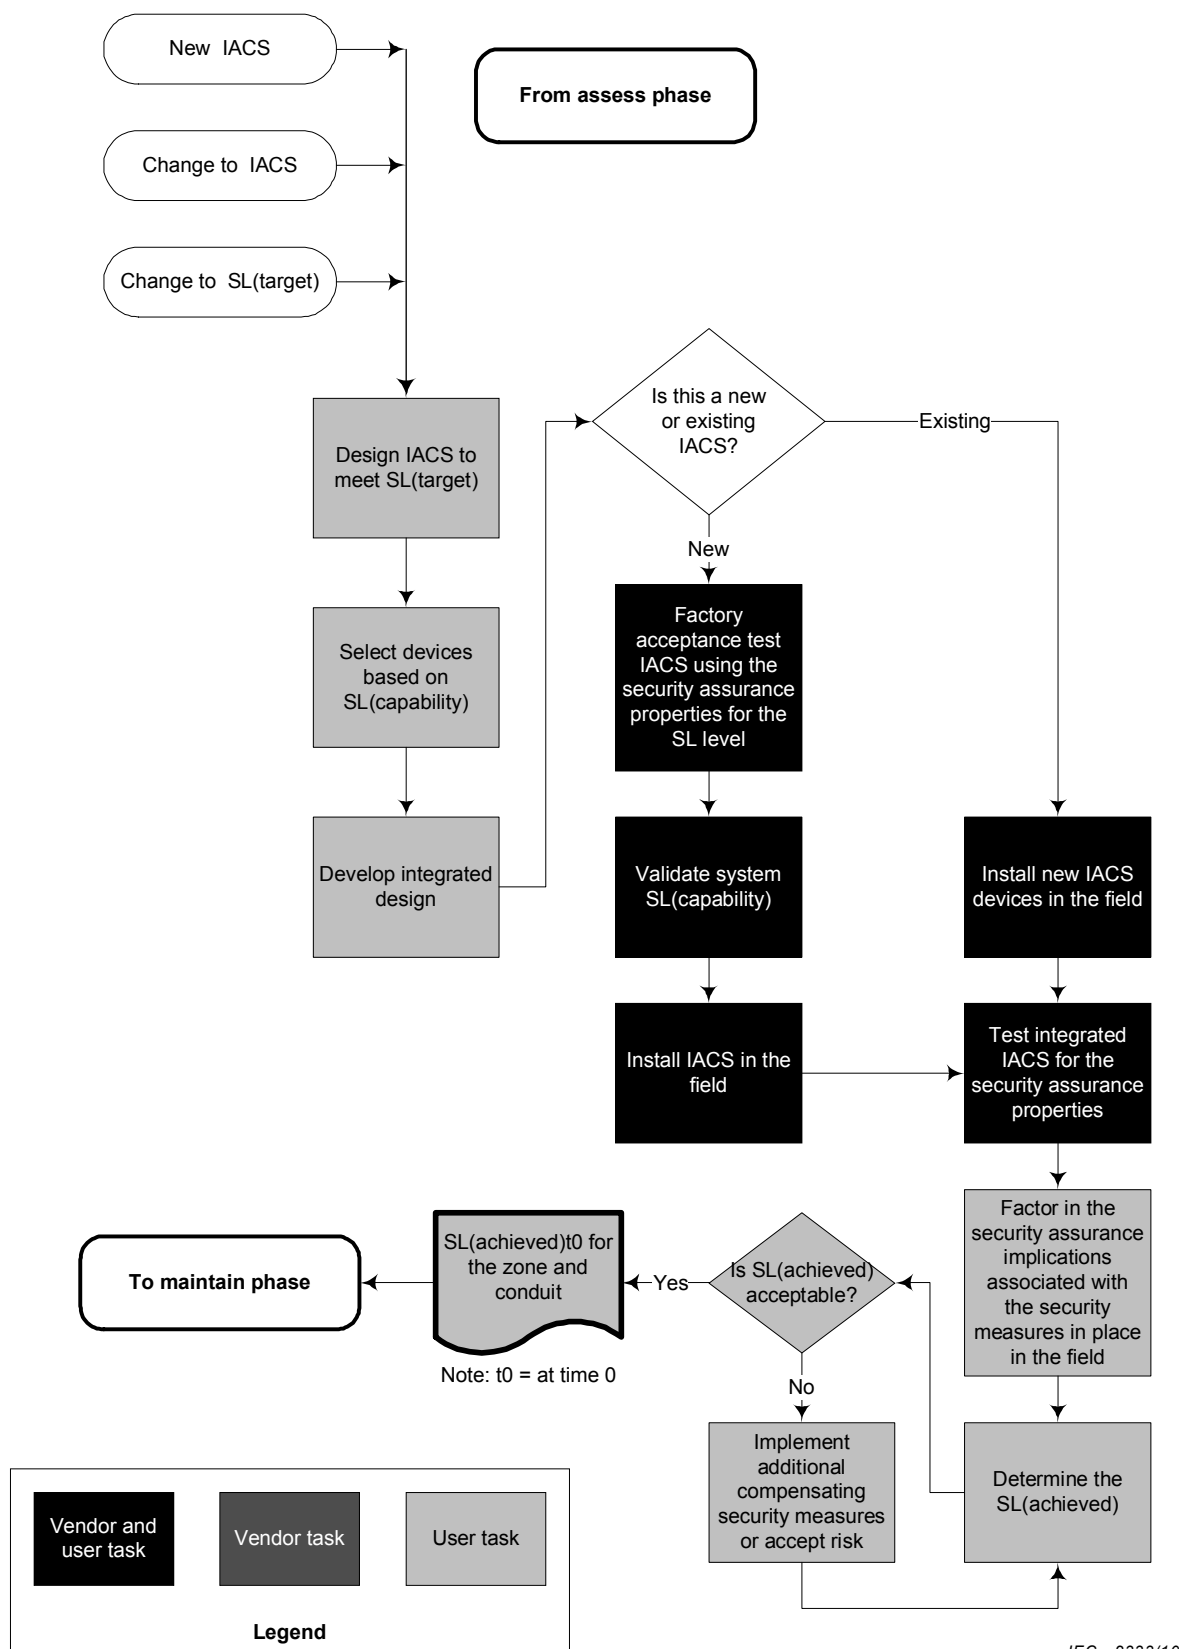 New IACS
From assess phase
Change to IACS
Change to SL(target)
Design IACS to
meet SL(target)
Select devices
based on
SL(capability)
Develop integrated
design
Is this a new
or existing
IACS?
Existing
New
Factory
acceptance test
IACS using the
security assurance
properties for the
SL level
Validate system
SL(capability)
Install IACS in the
field
Install new IACS
devices in the field
Test integrated
IACS for the
security assurance
properties
Factor in the
security assurance
implications
associated with
the security
measures in place
in the field
Determine the
SL(achieved)
Is SL(achieved)
acceptable?
Yes
No
Implement
additional
compensating
security measures
or accept risk
SL(achieved)t0 for
the zone and
conduit
Note: t0 = at time 0
To maintain phase
Vendor and
user task
Vendor task
User task
Legend